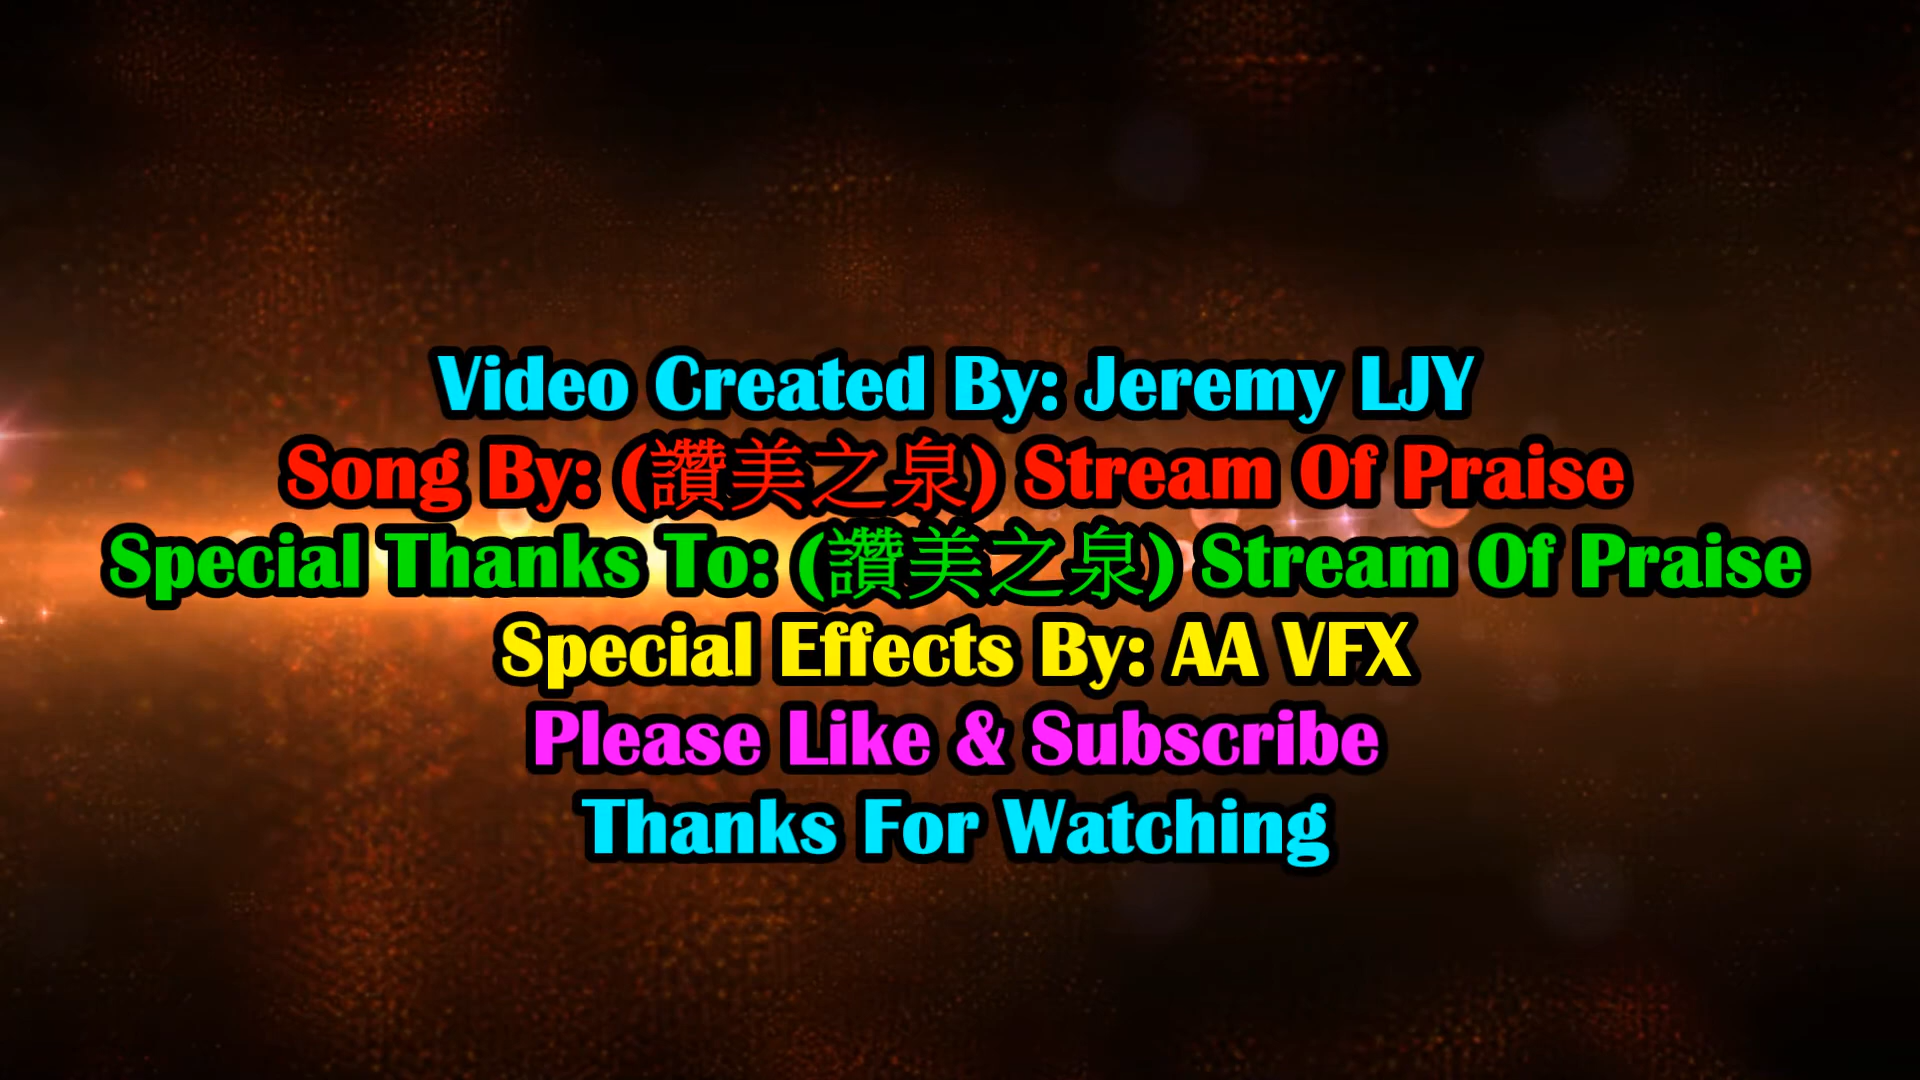 Video Created By: Jeremy LJY
Song By: (讚美之泉) Stream Of Praise
Special Thanks To: (讚美之泉) Stream Of Praise
Special Effects By: AA VFX
Please Like & Subscribe
Thanks For Watching